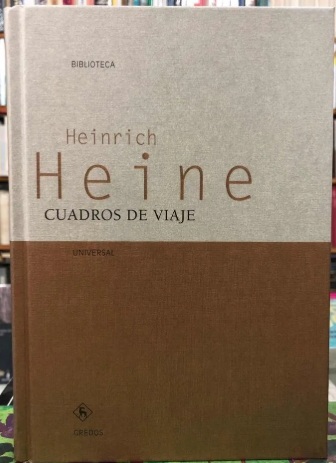 BIBLIOTECA
Heinrich
Heine
CUADROS DE VIAJE
UNIVERSAL
GREDOS